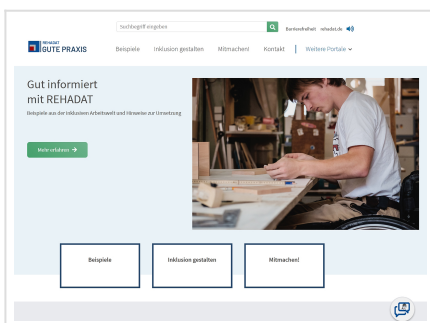 Suchbegriff eingeben
Barrierefreiheit rehadat.de
REHADAT
GUTE PRAXIS
Beispiele Inklusion gestalten Mitmachen! Kontakt Weitere Portale
Gut informiert
mit REHADAT
Beispiele aus der inklusiven Arbeitswelt und Hinweise zur Umsetzung
Mehr erfahren →
Beispiele Inklusion gestalten Mitmachen!